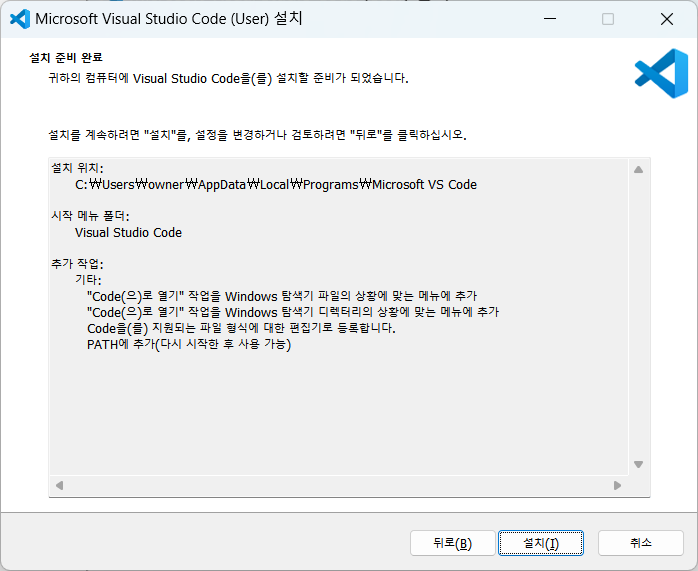 Microsoft Visual Studio Code (User) 설치
설치 준비 완료
귀하의 컴퓨터에 Visual Studio Code을(를) 설치할 준비가 되었습니다.
설치를 계속하려면 "설치"를, 설정을 변경하거나 검토하려면 "뒤로"를 클릭하십시오.
설치 위치:
C:₩Users₩owner₩AppData₩Local₩Programs₩Microsoft VS Code
시작 메뉴 폴더:
Visual Studio Code
추가 작업:
기타:
"Code(으)로 열기" 작업을 Windows 탐색기 파일의 상황에 맞는 메뉴에 추가
"Code(으)로 열기" 작업을 Windows 탐색기 디렉터리의 상황에 맞는 메뉴에 추가
Code을(를) 지원되는 파일 형식에 대한 편집기로 등록합니다.
PATH에 추가(다시 시작한 후 사용 가능)
뒤로(B) 설치(I) 취소